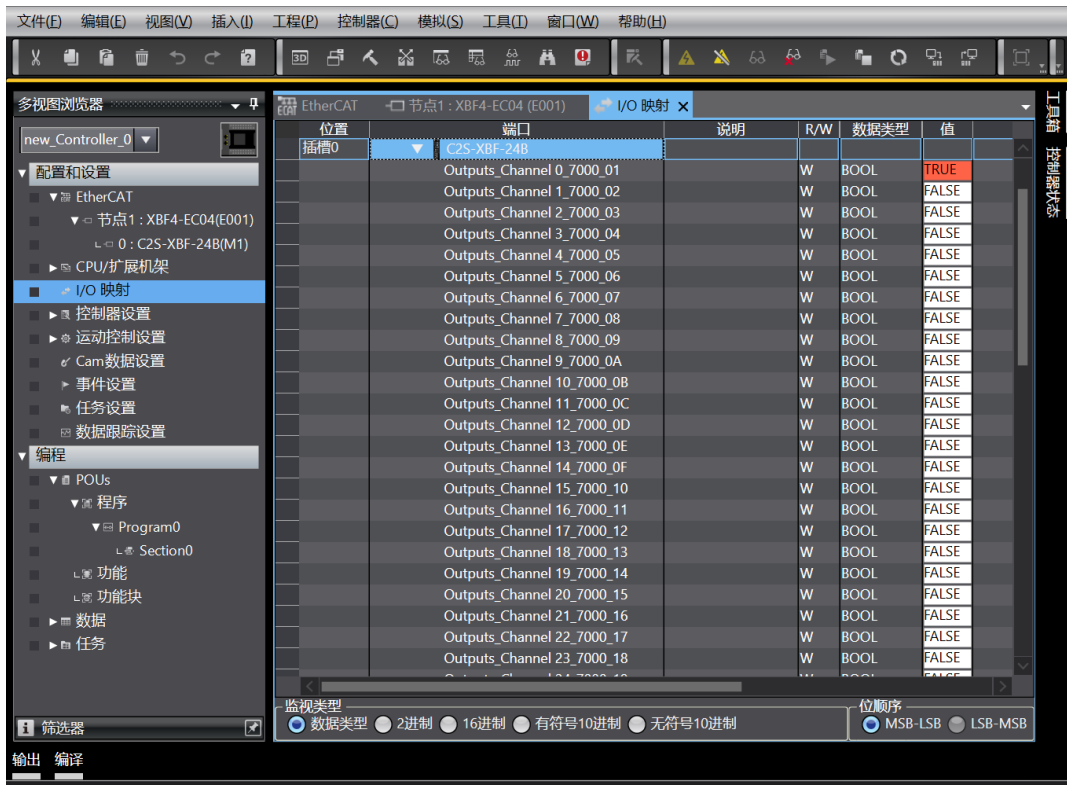 文件(F) 编辑(E) 视图(V) 插入(I) 工程(P) 控制器(C) 模拟(S) 工具(T) 窗口(W) 帮助(H)
3D
多视图浏览器
new_Controller_0
配置和设置
EtherCAT
节点1 : XBF4-EC04(E001)
0 : C2S-XBF-24B(M1)
CPU/扩展机架
I/O 映射
控制器设置
运动控制设置
Cam数据设置
事件设置
任务设置
数据跟踪设置
编程
POUs
程序
Program0
Section0
功能
功能块
数据
任务
筛选器
EtherCAT 节点1 : XBF4-EC04 (E001) I/O 映射
位置 端口 说明 R/W 数据类型 值
插槽0 C2S-XBF-24B
Outputs_Channel 0_7000_01 W BOOL TRUE
Outputs_Channel 1_7000_02 W BOOL FALSE
Outputs_Channel 2_7000_03 W BOOL FALSE
Outputs_Channel 3_7000_04 W BOOL FALSE
Outputs_Channel 4_7000_05 W BOOL FALSE
Outputs_Channel 5_7000_06 W BOOL FALSE
Outputs_Channel 6_7000_07 W BOOL FALSE
Outputs_Channel 7_7000_08 W BOOL FALSE
Outputs_Channel 8_7000_09 W BOOL FALSE
Outputs_Channel 9_7000_0A W BOOL FALSE
Outputs_Channel 10_7000_0B W BOOL FALSE
Outputs_Channel 11_7000_0C W BOOL FALSE
Outputs_Channel 12_7000_0D W BOOL FALSE
Outputs_Channel 13_7000_0E W BOOL FALSE
Outputs_Channel 14_7000_0F W BOOL FALSE
Outputs_Channel 15_7000_10 W BOOL FALSE
Outputs_Channel 16_7000_11 W BOOL FALSE
Outputs_Channel 17_7000_12 W BOOL FALSE
Outputs_Channel 18_7000_13 W BOOL FALSE
Outputs_Channel 19_7000_14 W BOOL FALSE
Outputs_Channel 20_7000_15 W BOOL FALSE
Outputs_Channel 21_7000_16 W BOOL FALSE
Outputs_Channel 22_7000_17 W BOOL FALSE
Outputs_Channel 23_7000_18 W BOOL FALSE
监视类型
数据类型 2进制 16进制 有符号10进制 无符号10进制
位顺序
MSB-LSB LSB-MSB
工具箱
控制器状态
输出 编译